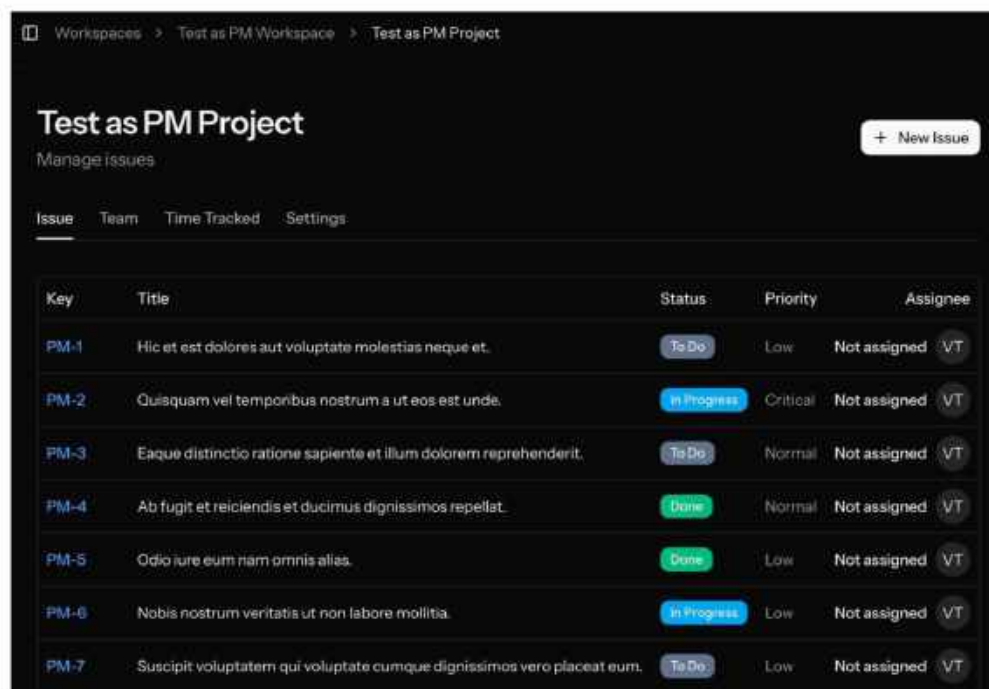 Workspaces > Test as PM Workspace > Test as PM Project
Test as PM Project
+ New Issue
Manage issues
Issue Team Time Tracked Settings
Key Title Status Priority Assignee
PM-1 Hic et est dolores aut voluptate molestias neque et. To Do Low Not assigned VT
PM-2 Quisquam vel temporibus nostrum a ut eos est unde. In Progress Critical Not assigned VT
PM-3 Eaque distinctio ratione sapiente et illum dolorem reprehenderit. To Do Normal Not assigned VT
PM-4 Ab fugit et reiciendis et ducimus dignissimos repellat. Done Normal Not assigned VT
PM-5 Odio iure eum nam omnis alias. Done Low Not assigned VT
PM-6 Nobis nostrum veritatis ut non labore mollitia. In Progress Low Not assigned VT
PM-7 Suscipit voluptatem qui voluptate cumque dignissimos vero placeat eum. To Do Low Not assigned VT